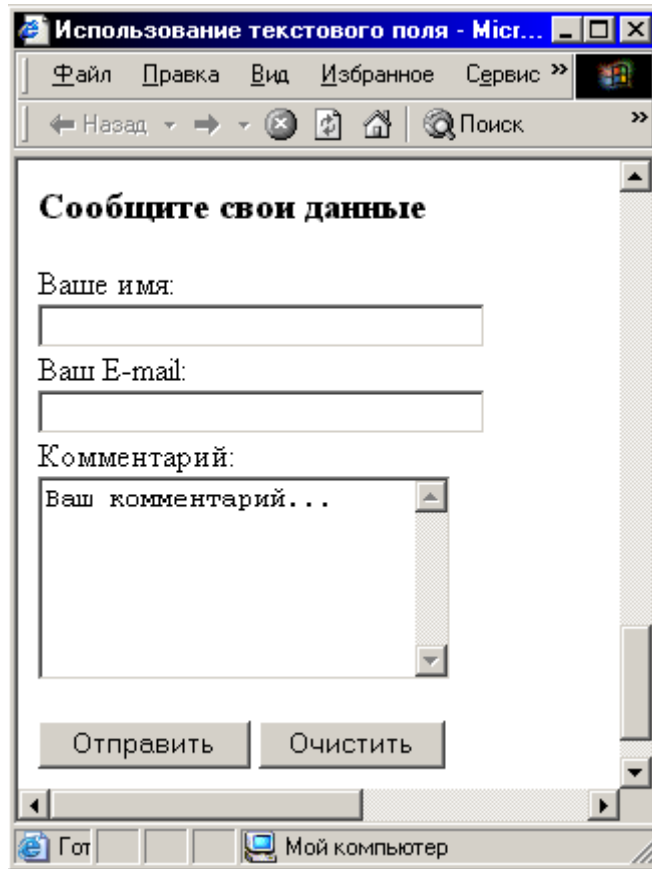 Использование текстового поля - Micr...
Файл Правка Вид Избранное Сервис »
Назад Поиск »
Сообщите свои данные
Ваше имя:
Ваш E-mail:
Комментарий:
Ваш комментарий...
Отправить Очистить
Гот Мой компьютер